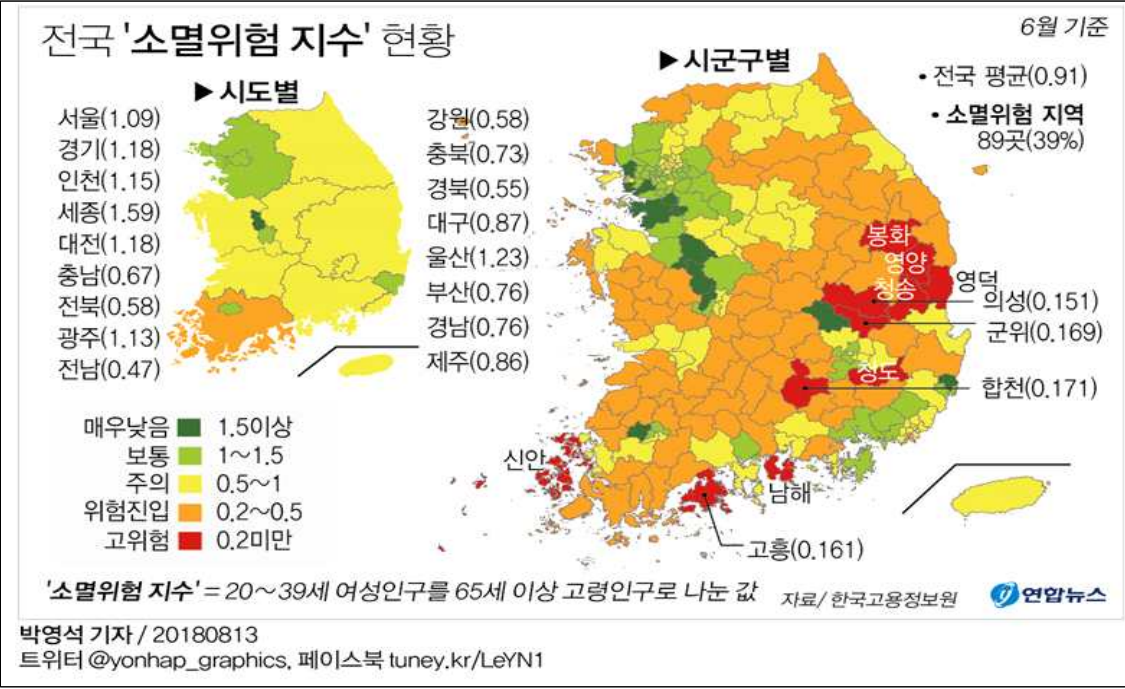 전국 '소멸위험 지수' 현황
6월 기준
▶ 시도별
서울(1.09)
경기(1.18)
인천(1.15)
세종(1.59)
대전(1.18)
충남(0.67)
전북(0.58)
광주(1.13)
전남(0.47)
강원(0.58)
충북(0.73)
경북(0.55)
대구(0.87)
울산(1.23)
부산(0.76)
경남(0.76)
제주(0.86)
▶ 시군구별
• 전국 평균(0.91)
• 소멸위험 지역
89곳(39%)
봉화
영양
청송
영덕
의성(0.151)
군위(0.169)
청도
합천(0.171)
신안
남해
고흥(0.161)
매우낮음 1.5이상
보통 1~1.5
주의 0.5~1
위험진입 0.2~0.5
고위험 0.2미만
'소멸위험 지수' = 20~39세 여성인구를 65세 이상 고령인구로 나눈 값
자료/ 한국고용정보원
연합뉴스
박영석 기자 / 20180813
트위터 @yonhap_graphics, 페이스북 tuney.kr/LeYN1